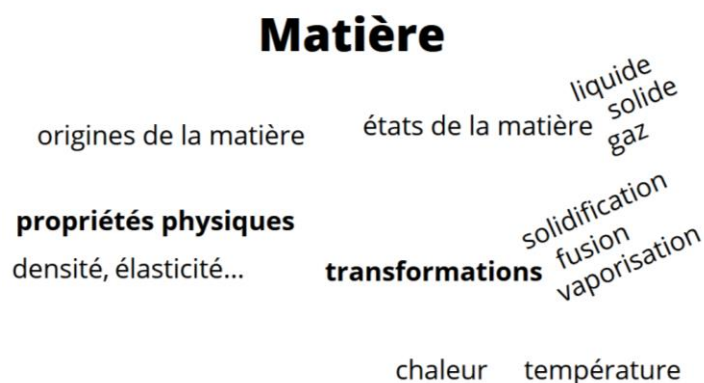 Matière
origines de la matière
états de la matière
liquide
solide
gaz
propriétés physiques
densité, élasticité...
transformations
solidification
fusion
vaporisation
chaleur
température